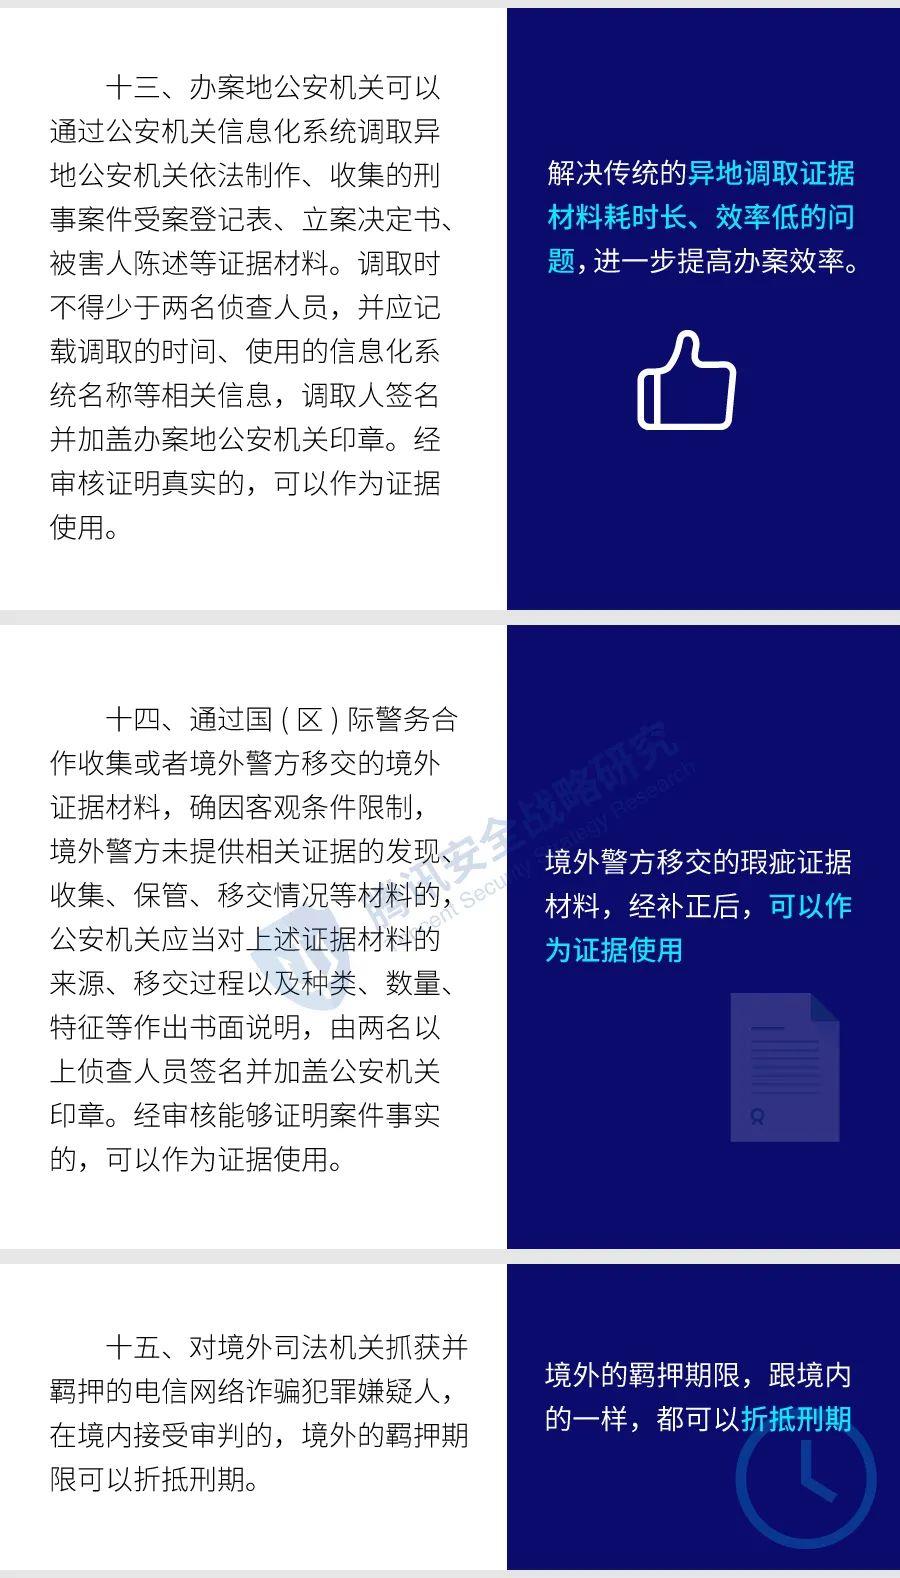 十三、办案地公安机关可以
通过公安机关信息化系统调取异
地公安机关依法制作、收集的刑
事案件受案登记表、立案决定书、
被害人陈述等证据材料。调取时
不得少于两名侦查人员，并应记
载调取的时间、使用的信息化系
统名称等相关信息，调取人签名
并加盖办案地公安机关印章。经
审核证明真实的，可以作为证据
使用。
解决传统的异地调取证据
材料耗时长、效率低的问
题，进一步提高办案效率。
十四、通过国(区)际警务合
作收集或者境外警方移交的境外
证据材料，确因客观条件限制，
境外警方未提供相关证据的发现、
收集、保管、移交情况等材料的，
公安机关应当对上述证据材料的
来源、移交过程以及种类、数量、
特征等作出书面说明，由两名以
上侦查人员签名并加盖公安机关
印章。经审核能够证明案件事实
的，可以作为证据使用。
腾讯安全战略研究
Tencent Security Strategy Research
境外警方移交的瑕疵证据
材料，经补正后，可以作
为证据使用
十五、对境外司法机关抓获并
羁押的电信网络诈骗犯罪嫌疑人，
在境内接受审判的，境外的羁押期
限可以折抵刑期。
境外的羁押期限，跟境内
的一样，都可以折抵刑期